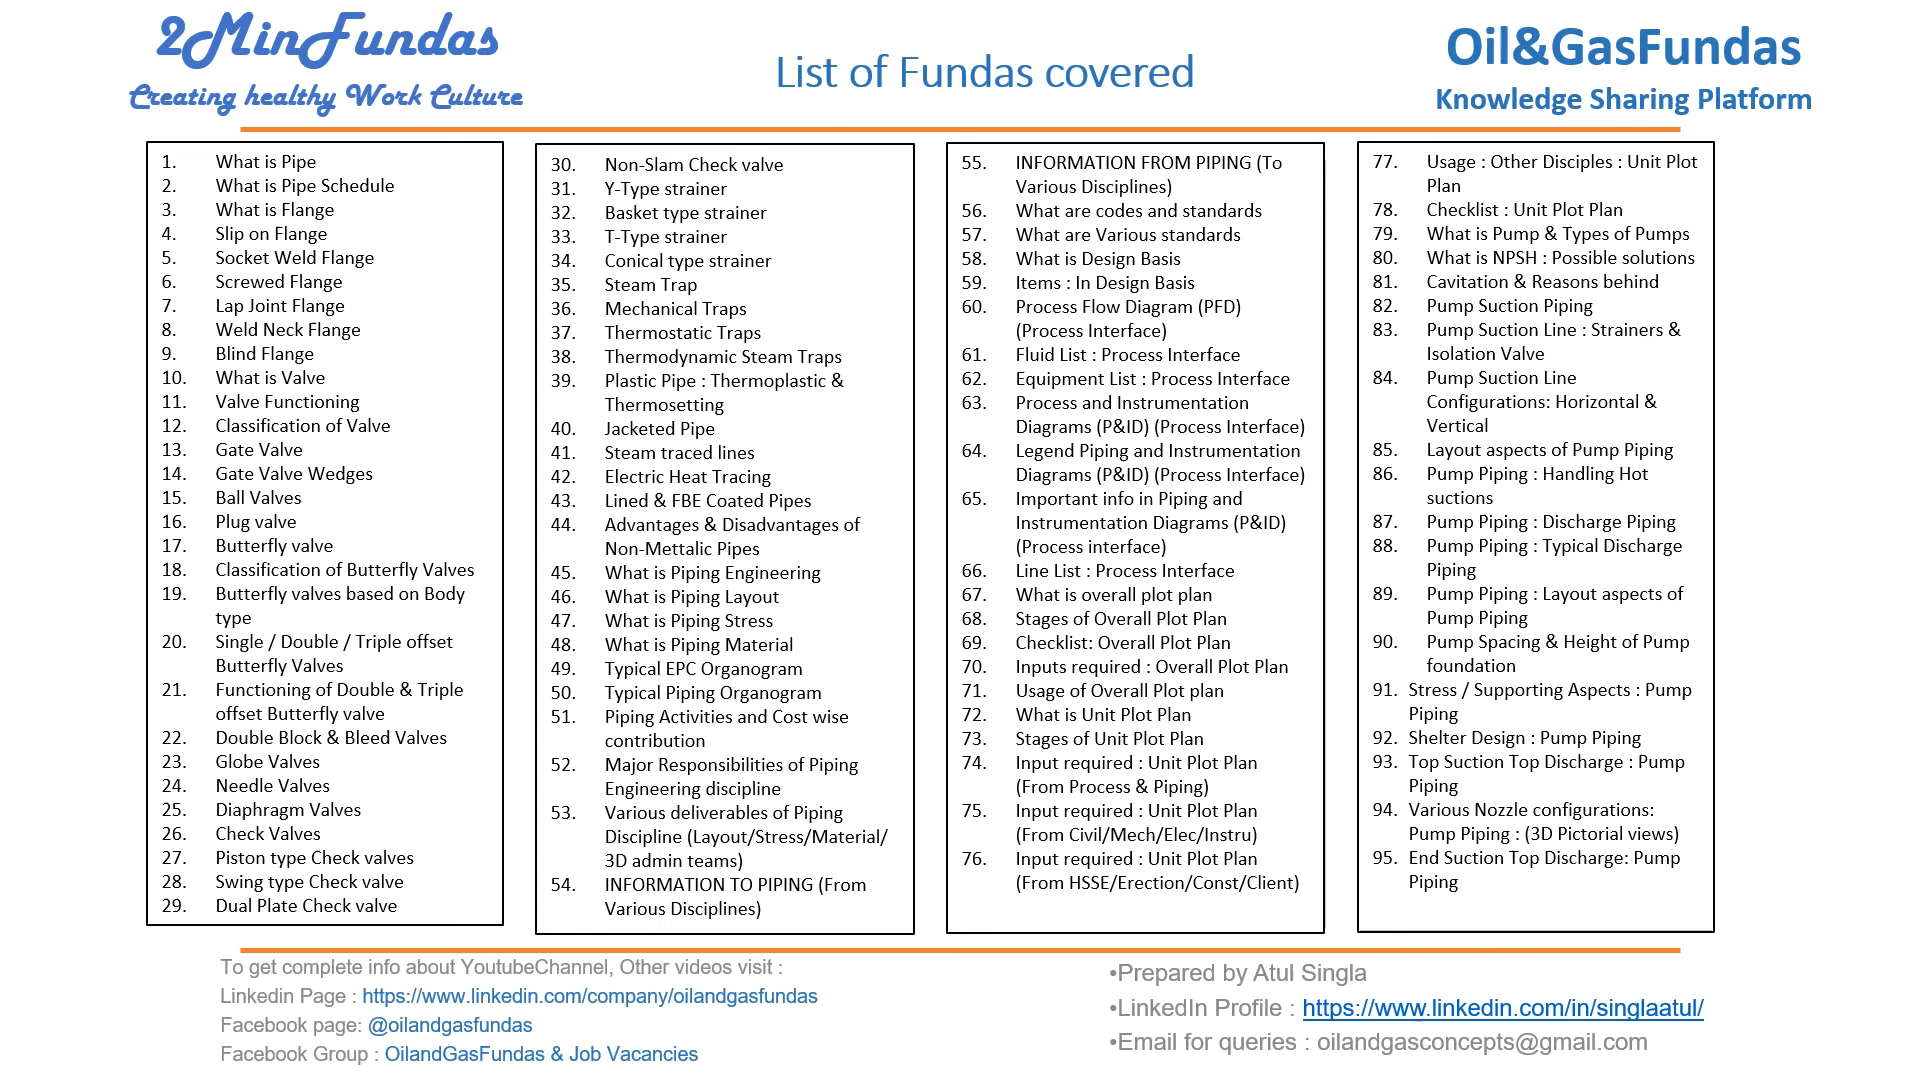 2MinFundas
Creating healthy Work Culture
List of Fundas covered
Oil&GasFundas
Knowledge Sharing Platform
1. What is Pipe
2. What is Pipe Schedule
3. What is Flange
4. Slip on Flange
5. Socket Weld Flange
6. Screwed Flange
7. Lap Joint Flange
8. Weld Neck Flange
9. Blind Flange
10. What is Valve
11. Valve Functioning
12. Classification of Valve
13. Gate Valve
14. Gate Valve Wedges
15. Ball Valves
16. Plug valve
17. Butterfly valve
18. Classification of Butterfly Valves
19. Butterfly valves based on Body
type
20. Single / Double / Triple offset
Butterfly Valves
21. Functioning of Double & Triple
offset Butterfly valve
22. Double Block & Bleed Valves
23. Globe Valves
24. Needle Valves
25. Diaphragm Valves
26. Check Valves
27. Piston type Check valves
28. Swing type Check valve
29. Dual Plate Check valve
30. Non-Slam Check valve
31. Y-Type strainer
32. Basket type strainer
33. T-Type strainer
34. Conical type strainer
35. Steam Trap
36. Mechanical Traps
37. Thermostatic Traps
38. Thermodynamic Steam Traps
39. Plastic Pipe : Thermoplastic &
Thermosetting
40. Jacketed Pipe
41. Steam traced lines
42. Electric Heat Tracing
43. Lined & FBE Coated Pipes
44. Advantages & Disadvantages of
Non-Mettalic Pipes
45. What is Piping Engineering
46. What is Piping Layout
47. What is Piping Stress
48. What is Piping Material
49. Typical EPC Organogram
50. Typical Piping Organogram
51. Piping Activities and Cost wise
contribution
52. Major Responsibilities of Piping
Engineering discipline
53. Various deliverables of Piping
Discipline (Layout/Stress/Material/
3D admin teams)
54. INFORMATION TO PIPING (From
Various Disciplines)
55. INFORMATION FROM PIPING (To
Various Disciplines)
56. What are codes and standards
57. What are Various standards
58. What is Design Basis
59. Items : In Design Basis
60. Process Flow Diagram (PFD)
(Process Interface)
61. Fluid List : Process Interface
62. Equipment List : Process Interface
63. Process and Instrumentation
Diagrams (P&ID) (Process Interface)
64. Legend Piping and Instrumentation
Diagrams (P&ID) (Process Interface)
65. Important info in Piping and
Instrumentation Diagrams (P&ID)
(Process interface)
66. Line List : Process Interface
67. What is overall plot plan
68. Stages of Overall Plot Plan
69. Checklist: Overall Plot Plan
70. Inputs required : Overall Plot Plan
71. Usage of Overall Plot plan
72. What is Unit Plot Plan
73. Stages of Unit Plot Plan
74. Input required : Unit Plot Plan
(From Process & Piping)
75. Input required : Unit Plot Plan
(From Civil/Mech/Elec/Instru)
76. Input required : Unit Plot Plan
(From HSSE/Erection/Const/Client)
77. Usage : Other Disciples : Unit Plot
Plan
78. Checklist : Unit Plot Plan
79. What is Pump & Types of Pumps
80. What is NPSH : Possible solutions
81. Cavitation & Reasons behind
82. Pump Suction Piping
83. Pump Suction Line : Strainers &
Isolation Valve
84. Pump Suction Line
Configurations: Horizontal &
Vertical
85. Layout aspects of Pump Piping
86. Pump Piping : Handling Hot
suctions
87. Pump Piping : Discharge Piping
88. Pump Piping : Typical Discharge
Piping
89. Pump Piping : Layout aspects of
Pump Piping
90. Pump Spacing & Height of Pump
foundation
91. Stress / Supporting Aspects : Pump
Piping
92. Shelter Design : Pump Piping
93. Top Suction Top Discharge : Pump
Piping
94. Various Nozzle configurations:
Pump Piping : (3D Pictorial views)
95. End Suction Top Discharge: Pump
Piping
To get complete info about YoutubeChannel, Other videos visit :
Linkedin Page : https://www.linkedin.com/company/oilandgasfundas
Facebook page: @oilandgasfundas
Facebook Group : OilandGasFundas & Job Vacancies
•Prepared by Atul Singla
•LinkedIn Profile : https://www.linkedin.com/in/singlaatul/
•Email for queries : oilandgasconcepts@gmail.com